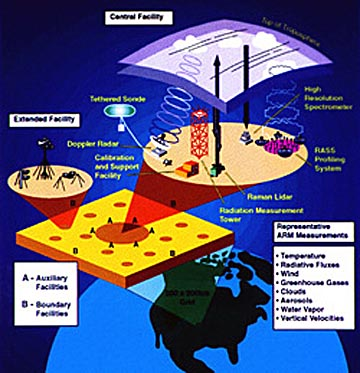 Central Facility
Top of Troposphere
High
Resolution
Spectrometer
Tethered Sonde
Extended Facility
Doppler Radar
RASS
Profiling
System
Calibration
and Support
Facility
Raman Lidar
Radiation Measurement
Tower
B
A
A
A
B
B
A
A
A
B
Representative
ARM Measurements
• Temperature
• Radiative Fluxes
• Wind
• Greenhouse Gases
• Clouds
• Aerosols
• Water Vapor
• Vertical Velocities
A - Auxiliary
Facilities
B - Boundary
Facilities
Grid